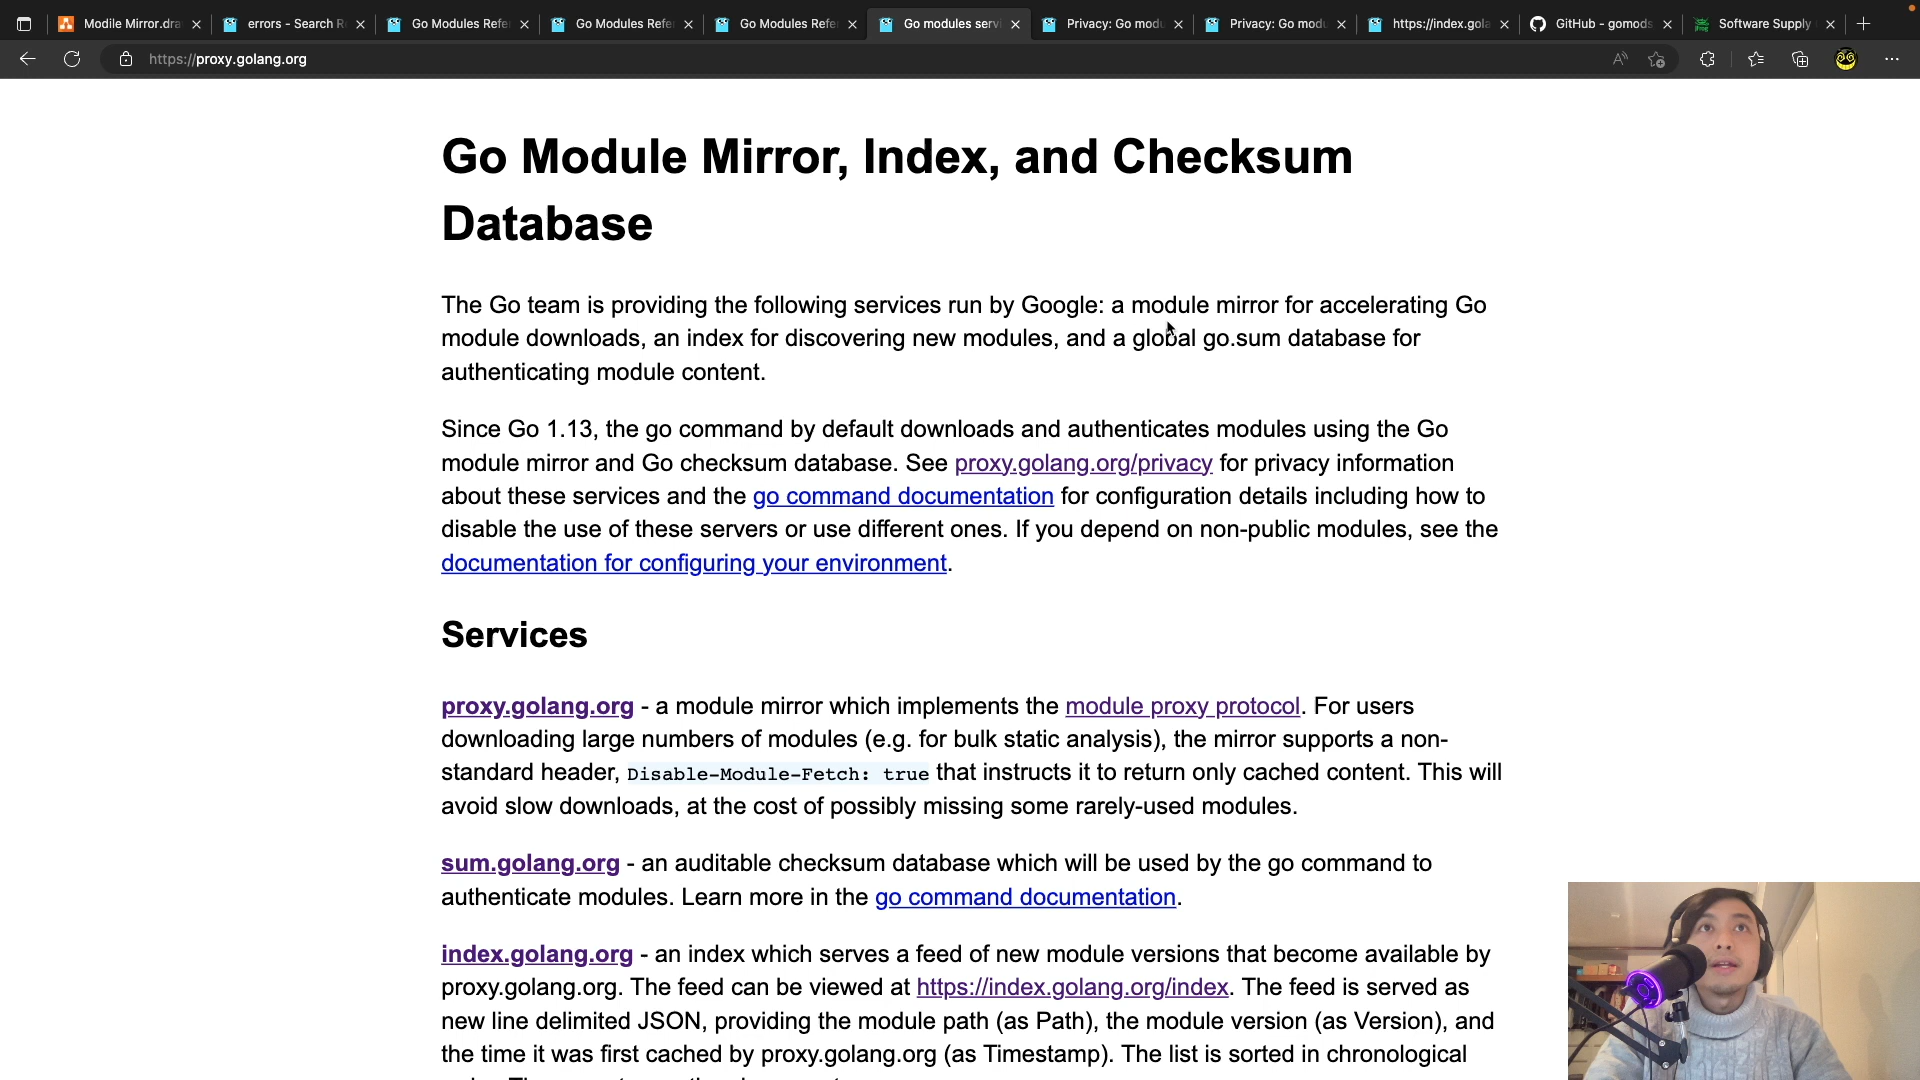 Modile Mirror.dra
errors - Search R
Go Modules Refe
Go Modules Refe
Go Modules Refe
Go modules servi
Privacy: Go modu
Privacy: Go modu
https://index.gola
GitHub - gomods
Software Supply
https://proxy.golang.org
Go Module Mirror, Index, and Checksum
Database
The Go team is providing the following services run by Google: a module mirror for accelerating Go
module downloads, an index for discovering new modules, and a global go.sum database for
authenticating module content.
Since Go 1.13, the go command by default downloads and authenticates modules using the Go
module mirror and Go checksum database. See proxy.golang.org/privacy for privacy information
about these services and the go command documentation for configuration details including how to
disable the use of these servers or use different ones. If you depend on non-public modules, see the
documentation for configuring your environment.
Services
proxy.golang.org - a module mirror which implements the module proxy protocol. For users
downloading large numbers of modules (e.g. for bulk static analysis), the mirror supports a non-
standard header, Disable-Module-Fetch: true that instructs it to return only cached content. This will
avoid slow downloads, at the cost of possibly missing some rarely-used modules.
sum.golang.org - an auditable checksum database which will be used by the go command to
authenticate modules. Learn more in the go command documentation.
index.golang.org - an index which serves a feed of new module versions that become available by
proxy.golang.org. The feed can be viewed at https://index.golang.org/index. The feed is served as
new line delimited JSON, providing the module path (as Path), the module version (as Version), and
the time it was first cached by proxy.golang.org (as Timestamp). The list is sorted in chronological